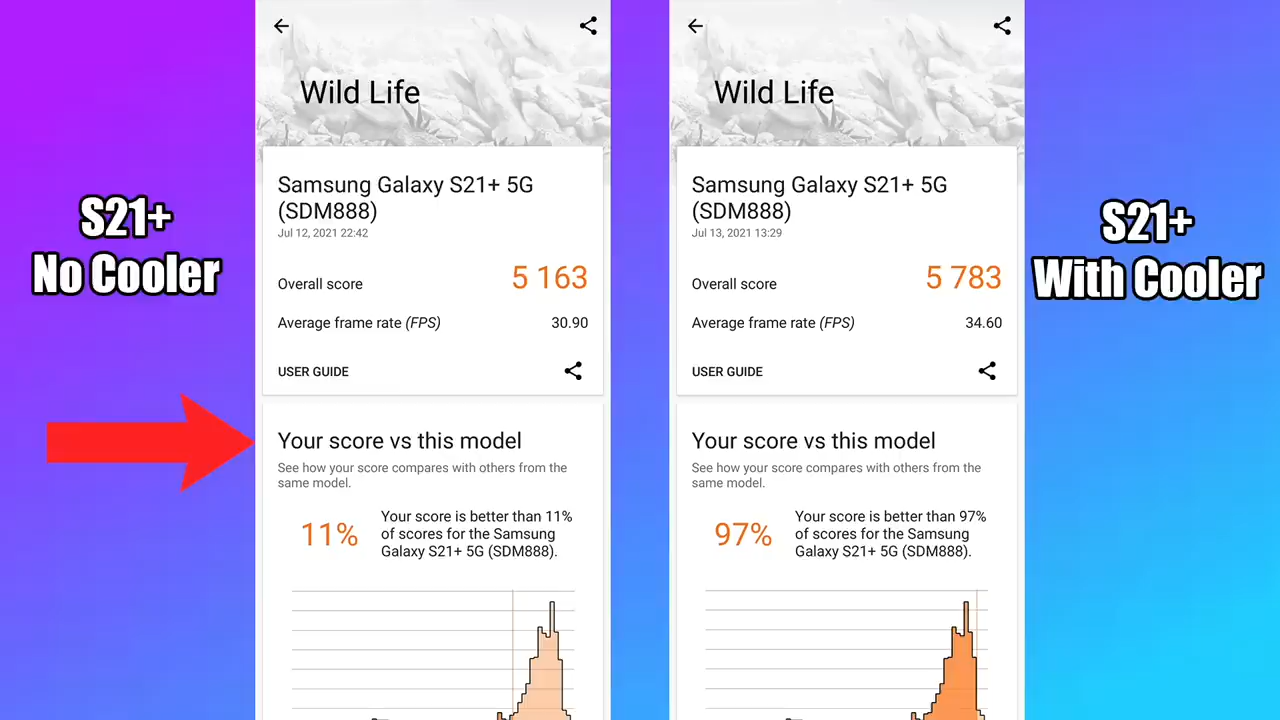 S21+
No Cooler
Wild Life
Samsung Galaxy S21+ 5G
(SDM888)
Jul 12, 2021 22:42
Overall score 5 163
Average frame rate (FPS) 30.90
USER GUIDE
Your score vs this model
See how your score compares with others from the
same model.
11%
Your score is better than 11%
of scores for the Samsung
Galaxy S21+ 5G (SDM888).
Wild Life
Samsung Galaxy S21+ 5G
(SDM888)
Jul 13, 2021 13:29
Overall score 5 783
Average frame rate (FPS) 34.60
USER GUIDE
Your score vs this model
See how your score compares with others from the
same model.
97%
Your score is better than 97%
of scores for the Samsung
Galaxy S21+ 5G (SDM888).
S21+
With Cooler